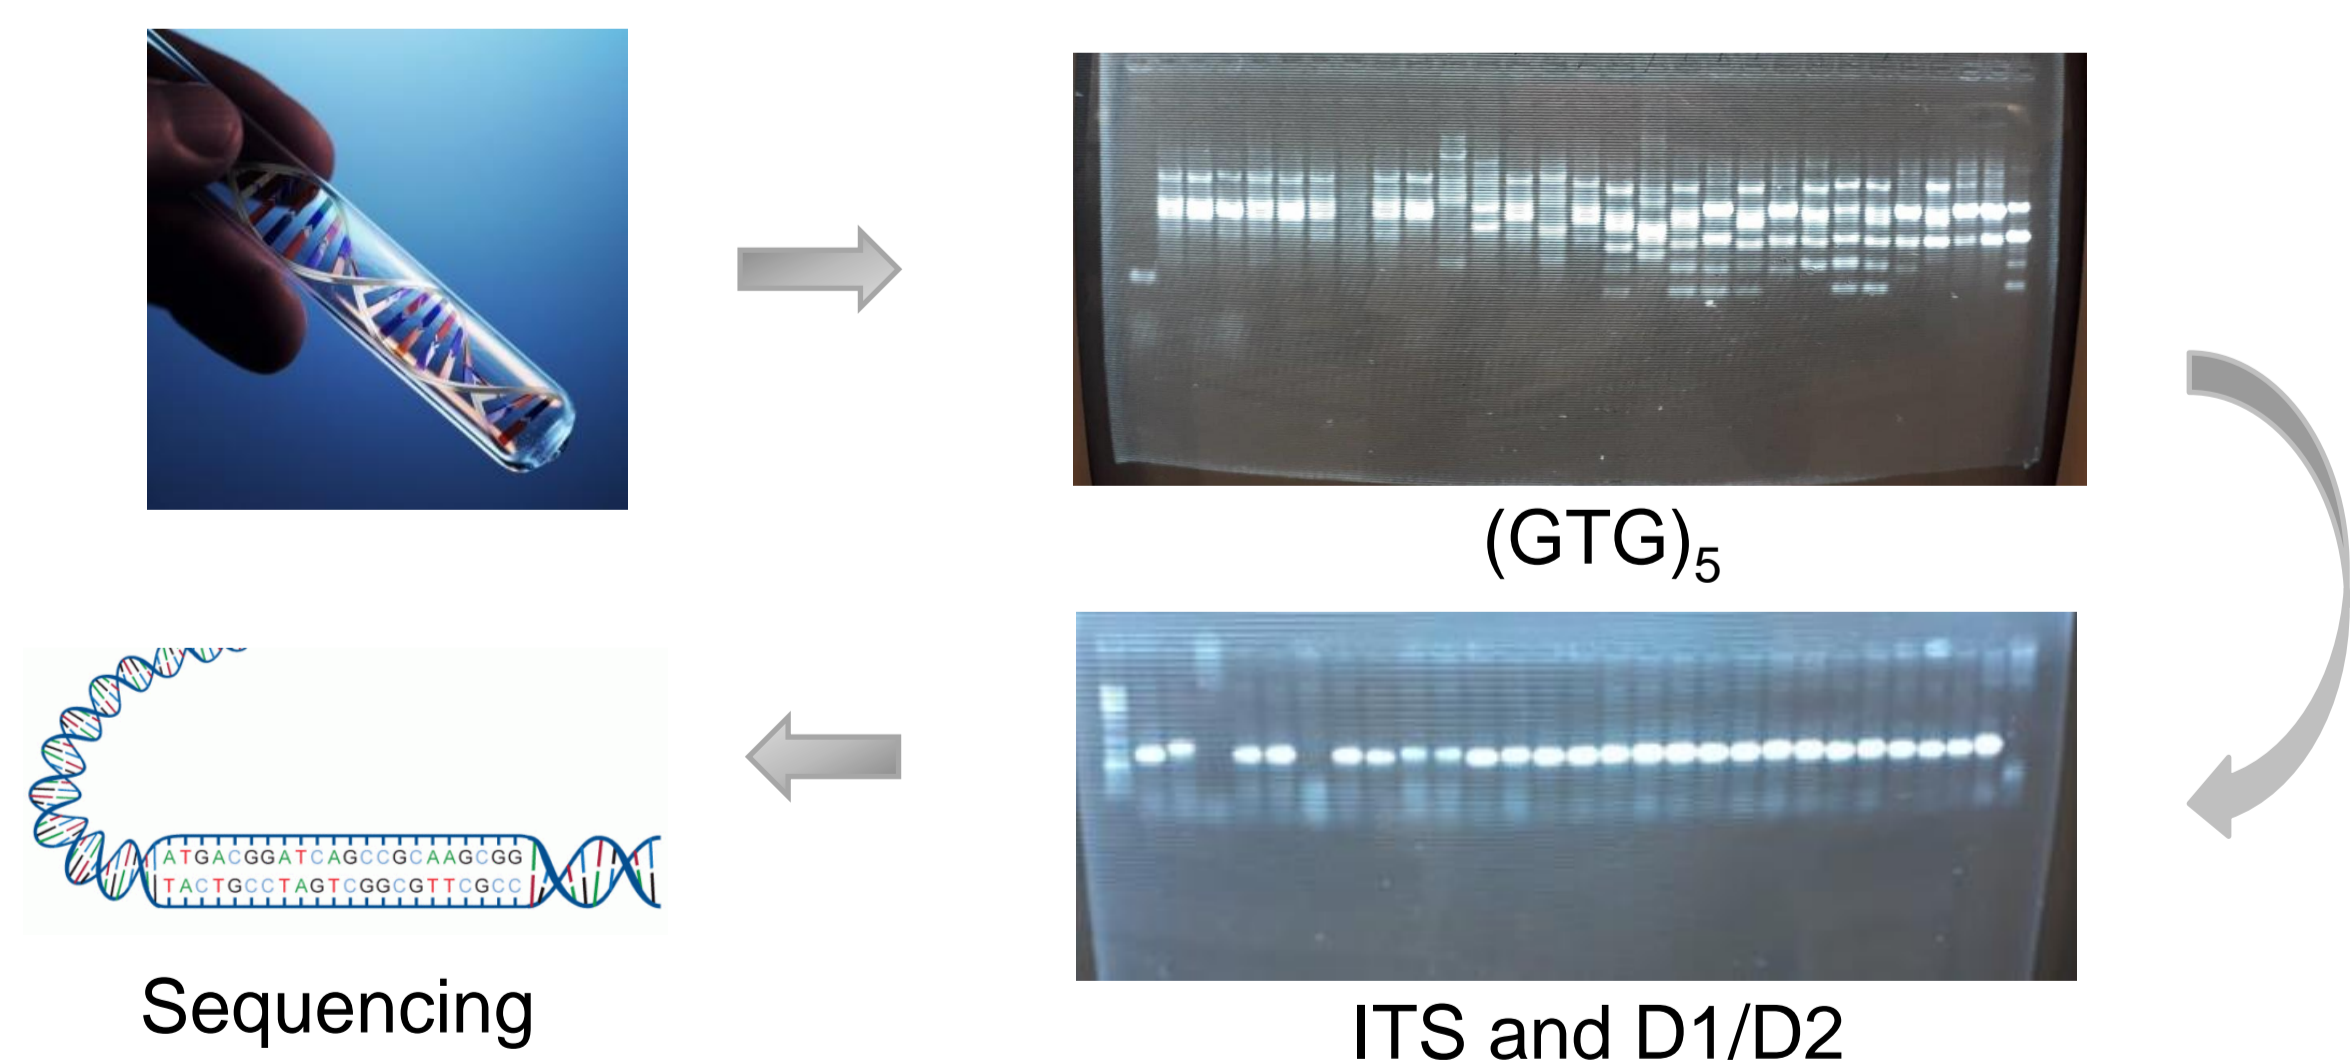 (GTG)5
ATGACGGATCAGCCGCAAGCGG
TACTGCCTAGTCGGCGTTCGCC
Sequencing
ITS and D1/D2